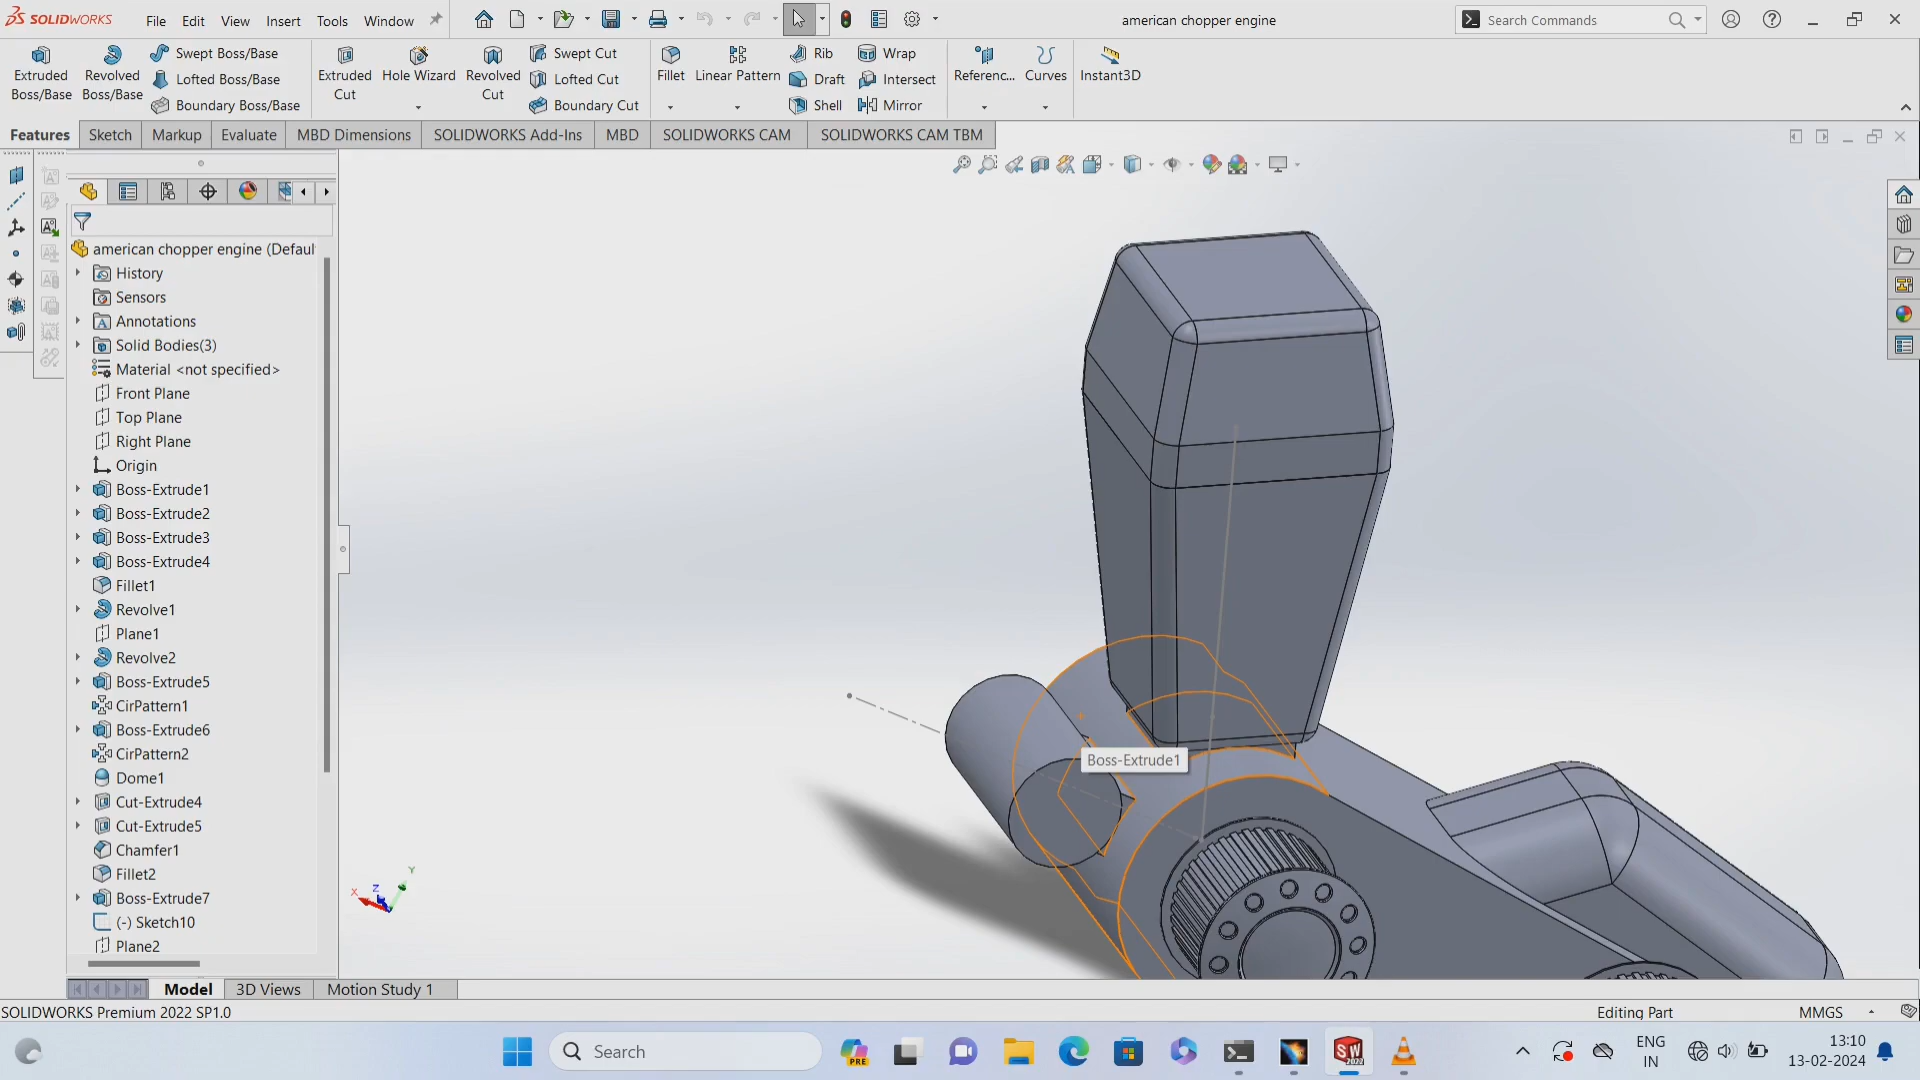 SOLIDWORKS File Edit View Insert Tools Window american chopper engine Search Commands
Extruded Boss/Base Revolved Boss/Base Swept Boss/Base Lofted Boss/Base Boundary Boss/Base
Extruded Cut Hole Wizard Revolved Cut Swept Cut Lofted Cut Boundary Cut
Fillet Linear Pattern Rib Draft Shell Wrap Intersect Mirror
Referenc... Curves Instant3D
Features Sketch Markup Evaluate MBD Dimensions SOLIDWORKS Add-Ins MBD SOLIDWORKS CAM SOLIDWORKS CAM TBM
american chopper engine (Defaul
History
Sensors
Annotations
Solid Bodies(3)
Material <not specified>
Front Plane
Top Plane
Right Plane
Origin
Boss-Extrude1
Boss-Extrude2
Boss-Extrude3
Boss-Extrude4
Fillet1
Revolve1
Plane1
Revolve2
Boss-Extrude5
CirPattern1
Boss-Extrude6
CirPattern2
Dome1
Cut-Extrude4
Cut-Extrude5
Chamfer1
Fillet2
Boss-Extrude7
(-) Sketch10
Plane2
Boss-Extrude1
X Z Y
Model 3D Views Motion Study 1
SOLIDWORKS Premium 2022 SP1.0 Editing Part MMGS
Search PRE SW 2022 ENG IN 13:10 13-02-2024